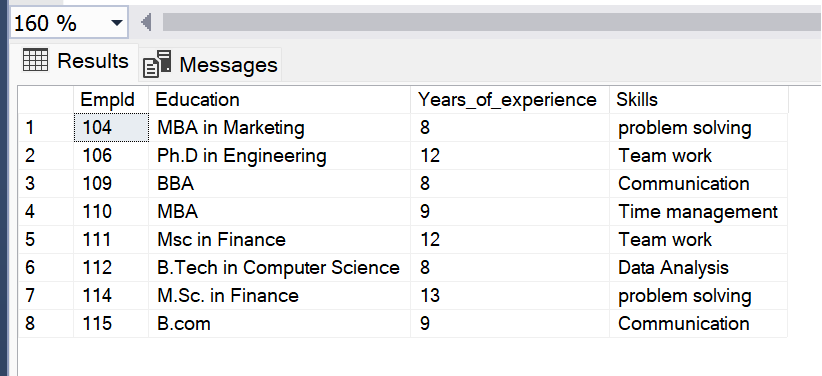 160 %
Results Messages
EmpId Education Years_of_experience Skills
1 104 MBA in Marketing 8 problem solving
2 106 Ph.D in Engineering 12 Team work
3 109 BBA 8 Communication
4 110 MBA 9 Time management
5 111 Msc in Finance 12 Team work
6 112 B.Tech in Computer Science 8 Data Analysis
7 114 M.Sc. in Finance 13 problem solving
8 115 B.com 9 Communication